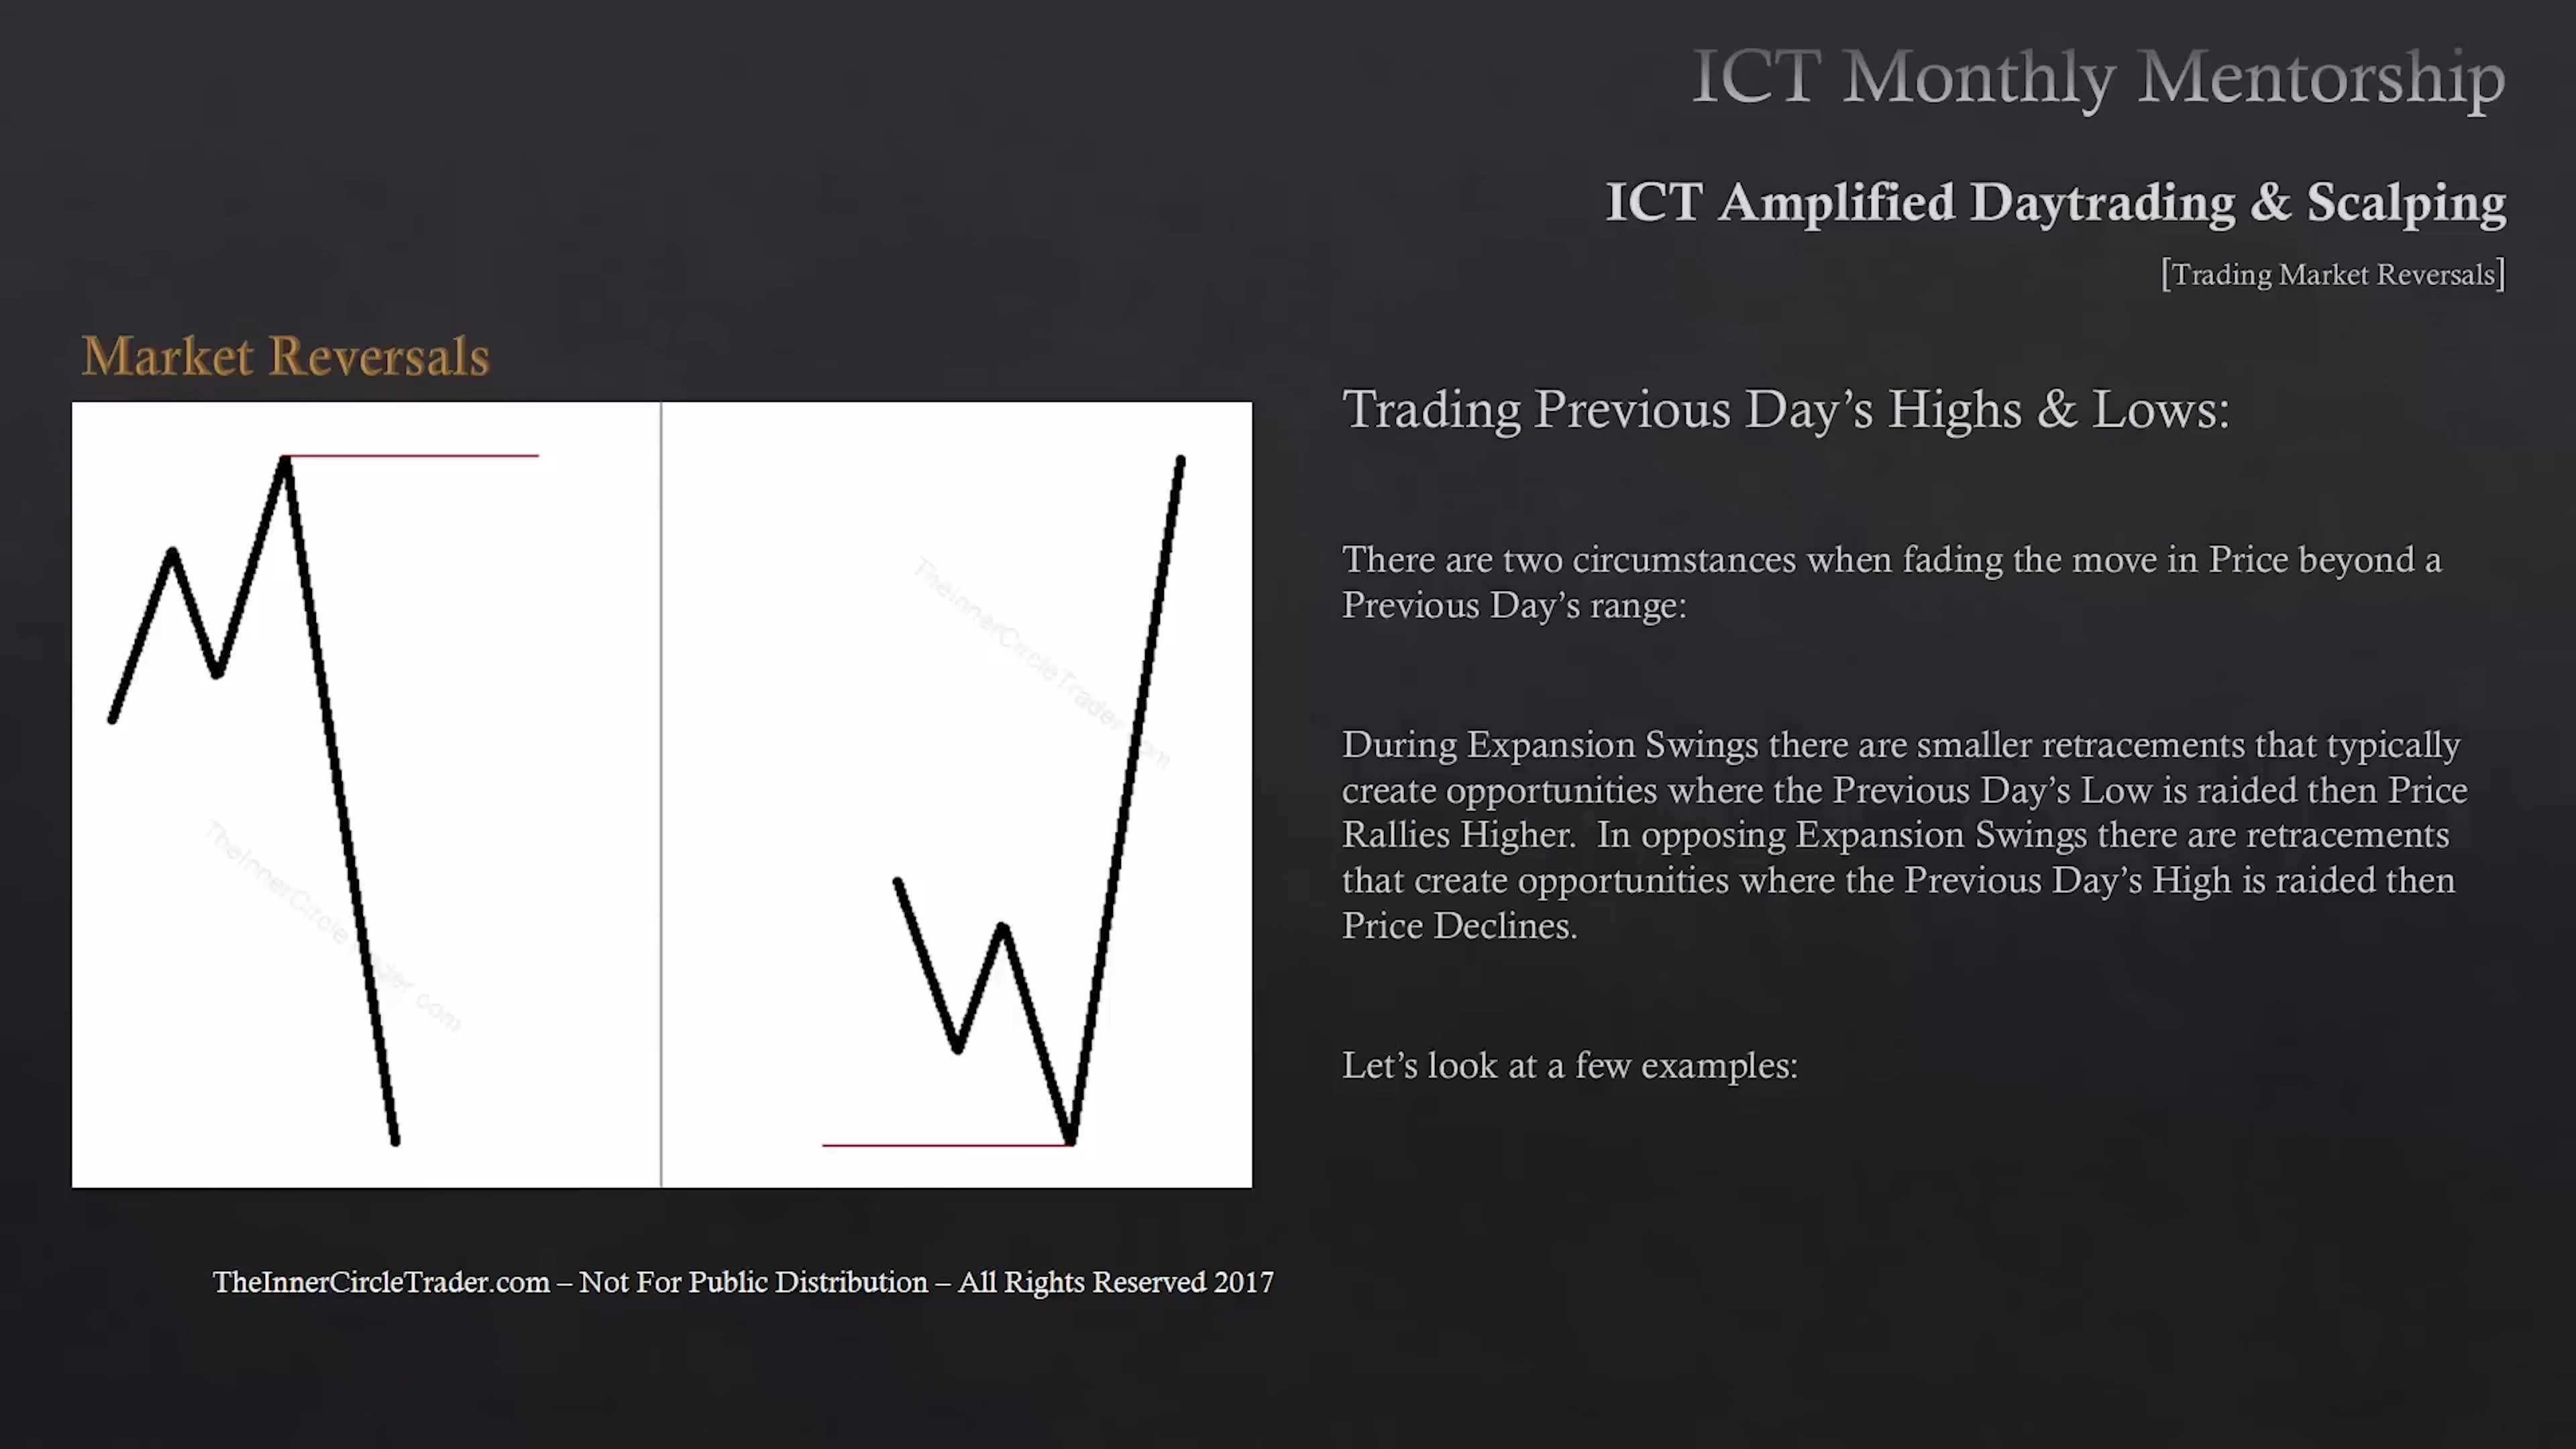 ICT Monthly Mentorship
ICT Amplified Daytrading & Scalping
[Trading Market Reversals]
Market Reversals
TheInnerCircleTrader.com
TheInnerCircleTrader.com
TheInnerCircleTrader.com – Not For Public Distribution – All Rights Reserved 2017
Trading Previous Day’s Highs & Lows:
There are two circumstances when fading the move in Price beyond a
Previous Day’s range:
During Expansion Swings there are smaller retracements that typically
create opportunities where the Previous Day’s Low is raided then Price
Rallies Higher.  In opposing Expansion Swings there are retracements
that create opportunities where the Previous Day’s High is raided then
Price Declines.
Let’s look at a few examples: